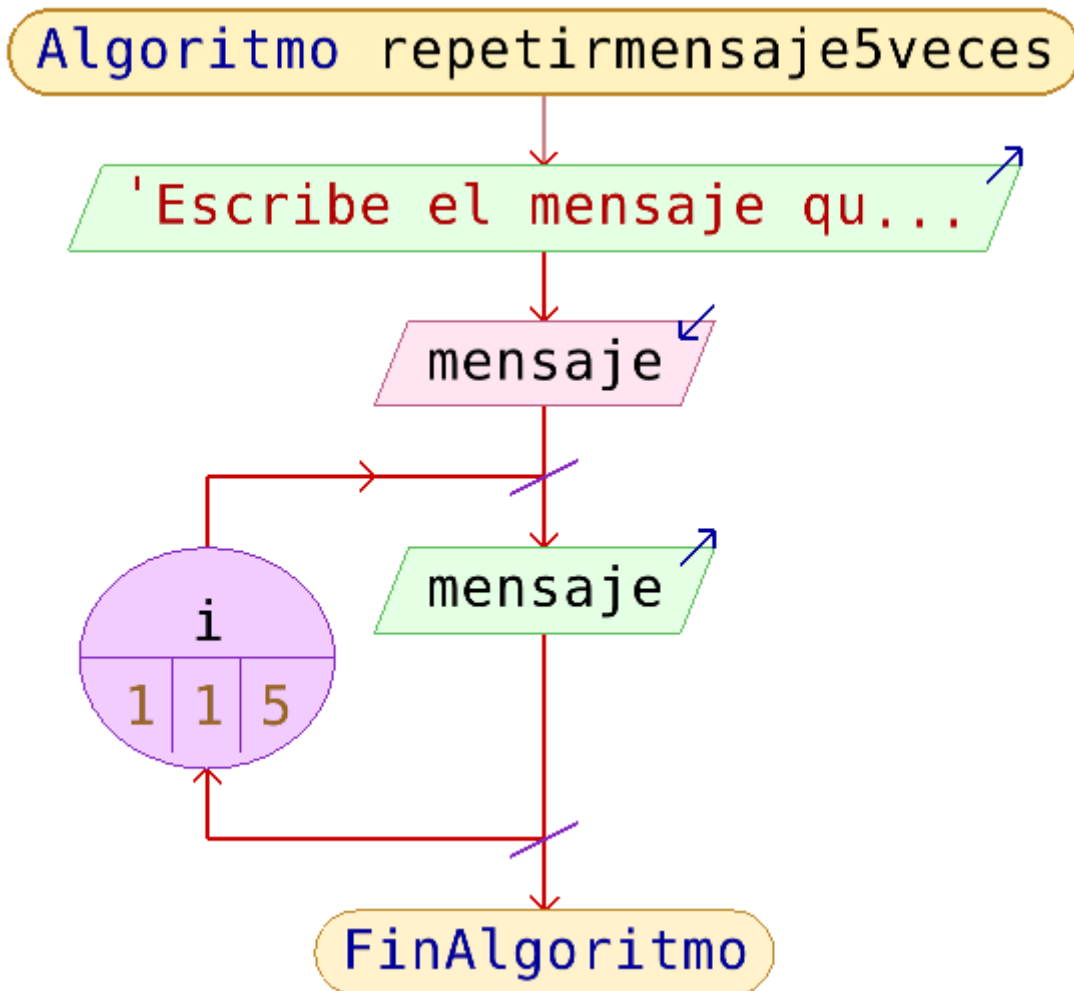 Algoritmo repetirmensaje5veces
'Escribe el mensaje qu...
mensaje
mensaje
i
1 1 5
FinAlgoritmo